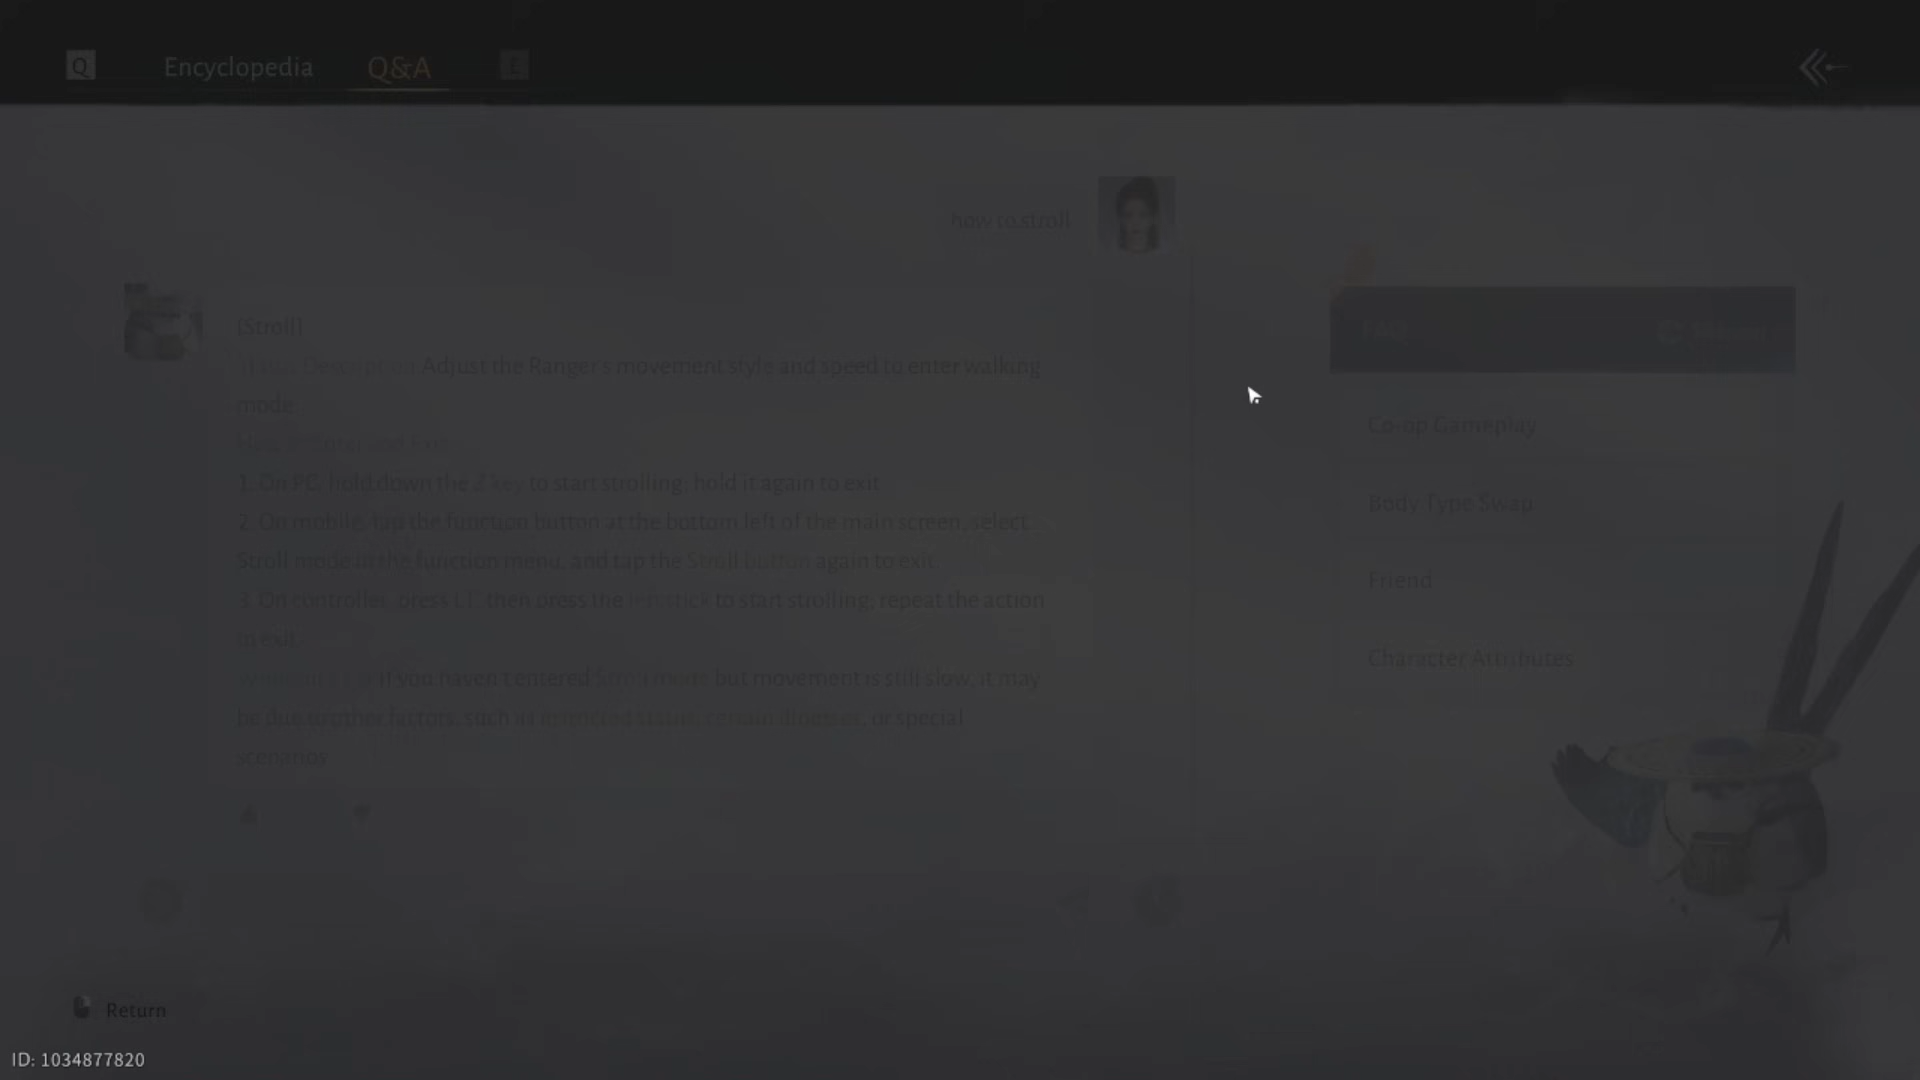 Q Encyclopedia Q&A E
how to stroll
[Stroll]
Adjust the Ranger's movement style and speed to enter walking
mode.
1. On PC, hold down the key to start strolling; hold it again to exit.
2. On mobile, tap the function button at the bottom left of the main screen, select
Stroll mode in the function menu, and tap the Stroll button again to exit.
3. On controller, press then press the left stick to start strolling; repeat the action
to exit.
if you haven't entered Stroll mode but movement is still slow, it may
be due to other factors, such as status, certain or special
scenarios
FAQ
Co-op Gameplay
Body Type Swap
Friend
Character Attributes
Return
ID: 1034877820